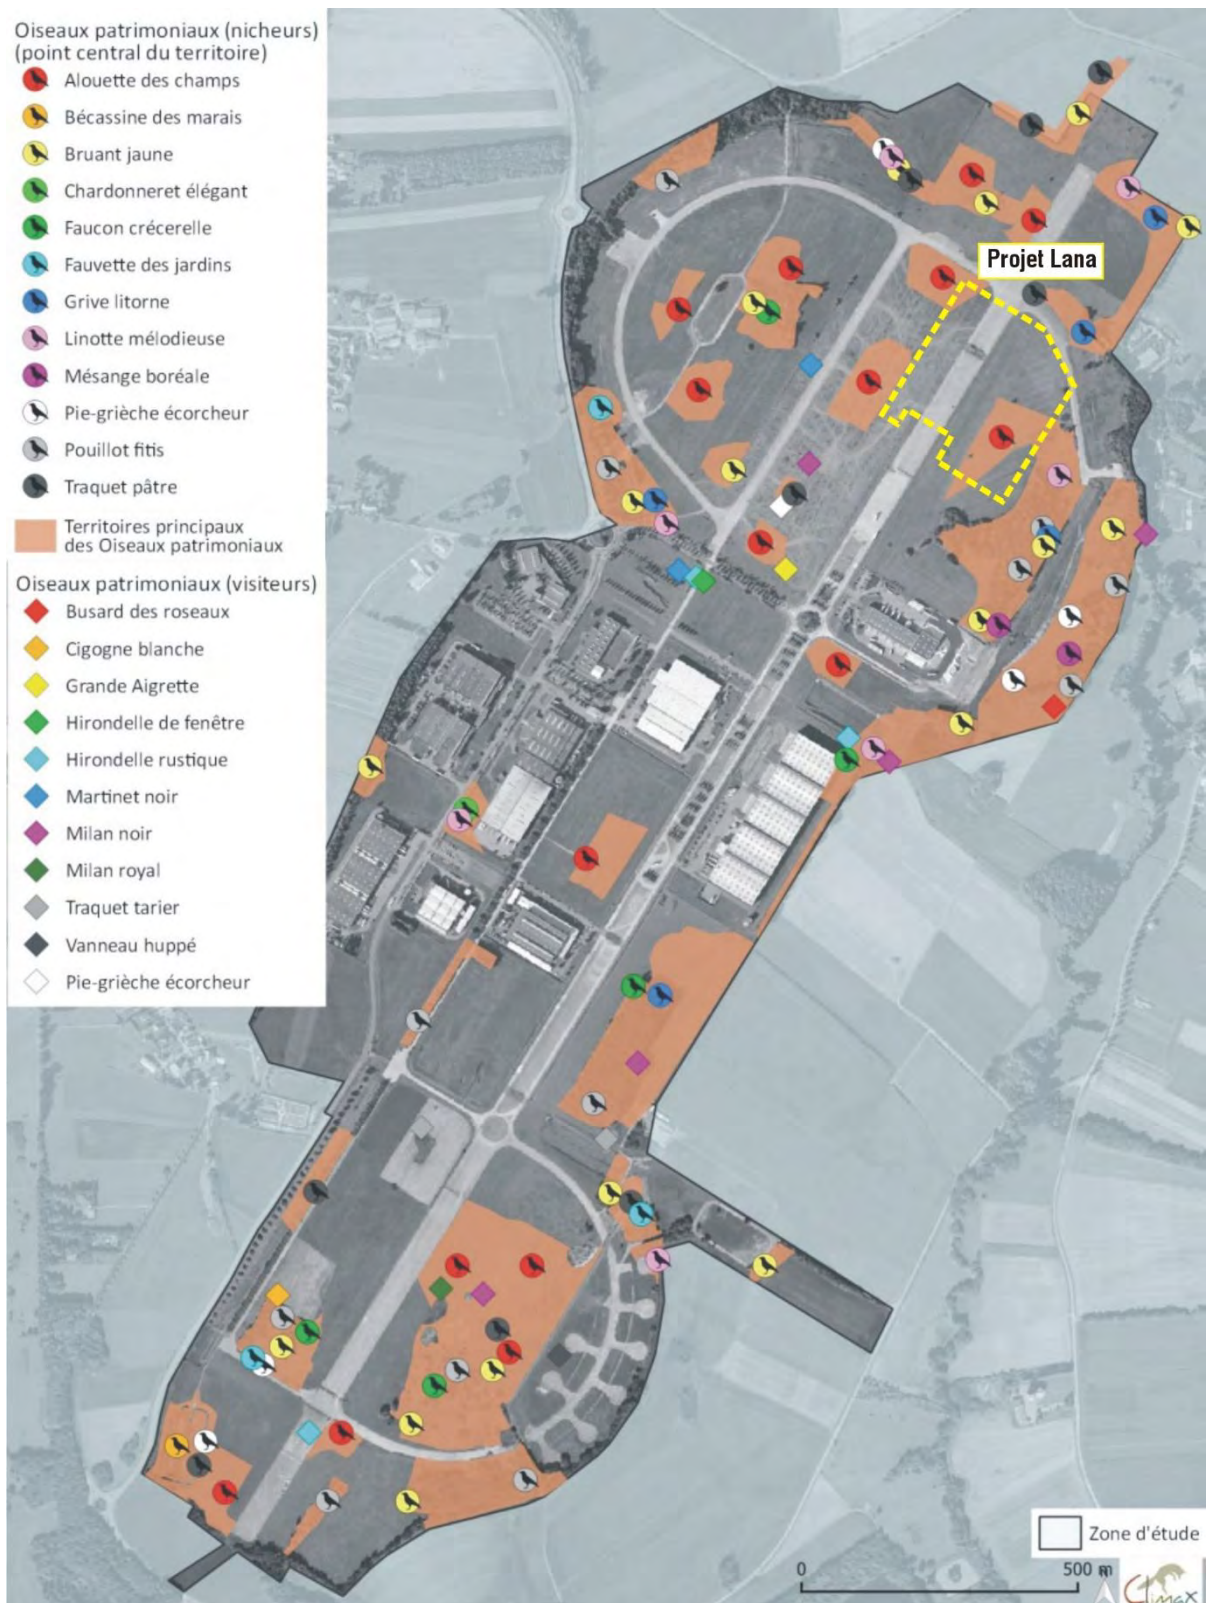 Oiseaux patrimoniaux (nicheurs)
(point central du territoire)
Alouette des champs
Bécassine des marais
Bruant jaune
Chardonneret élégant
Faucon crécerelle
Fauvette des jardins
Grive litorne
Linotte mélodieuse
Mésange boréale
Pie-grièche écorcheur
Pouillot fitis
Traquet pâtre
Territoires principaux
des Oiseaux patrimoniaux
Oiseaux patrimoniaux (visiteurs)
Busard des roseaux
Cigogne blanche
Grande Aigrette
Hirondelle de fenêtre
Hirondelle rustique
Martinet noir
Milan noir
Milan royal
Traquet tarier
Vanneau huppé
Pie-grièche écorcheur
Projet Lana
Zone d'étude
0 500 m
Climax